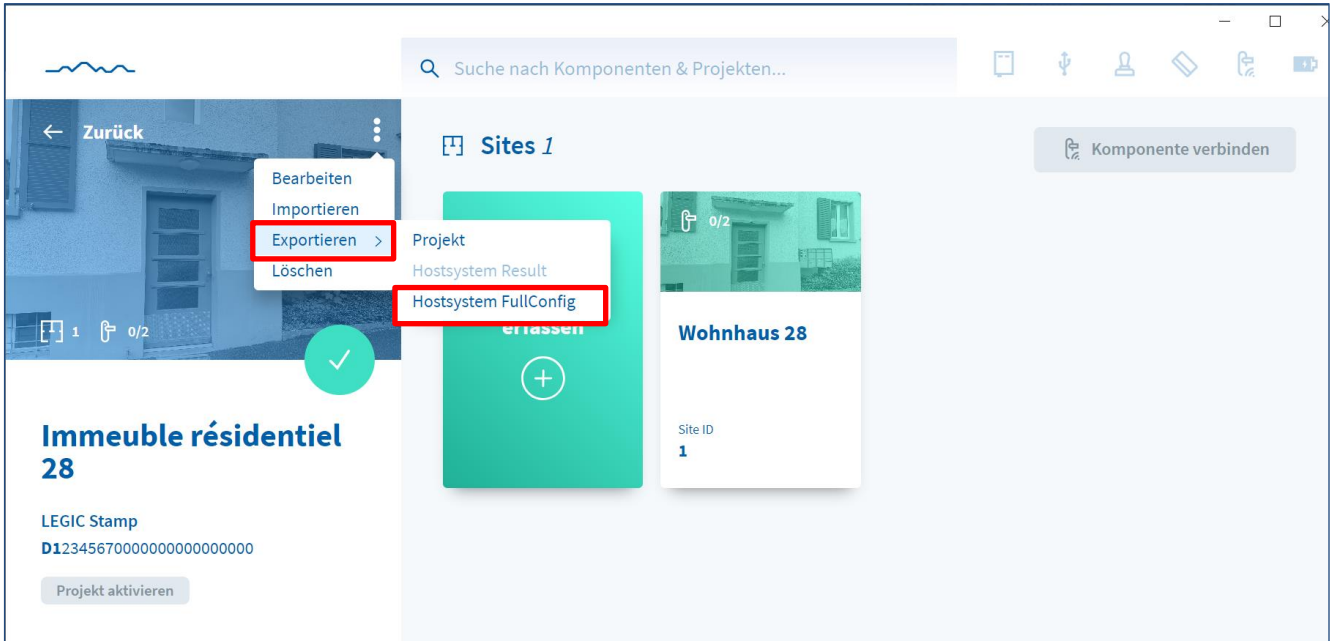 Suche nach Komponenten & Projekten...
Zurück
Bearbeiten
Importieren
Exportieren >
Löschen
Projekt
Hostsystem Result
Hostsystem FullConfig
1 0/2
Immeuble résidentiel
28
LEGIC Stamp
D12345670000000000000000
Projekt aktivieren
Sites 1
Komponente verbinden
erfassen
0/2
Wohnhaus 28
Site ID
1